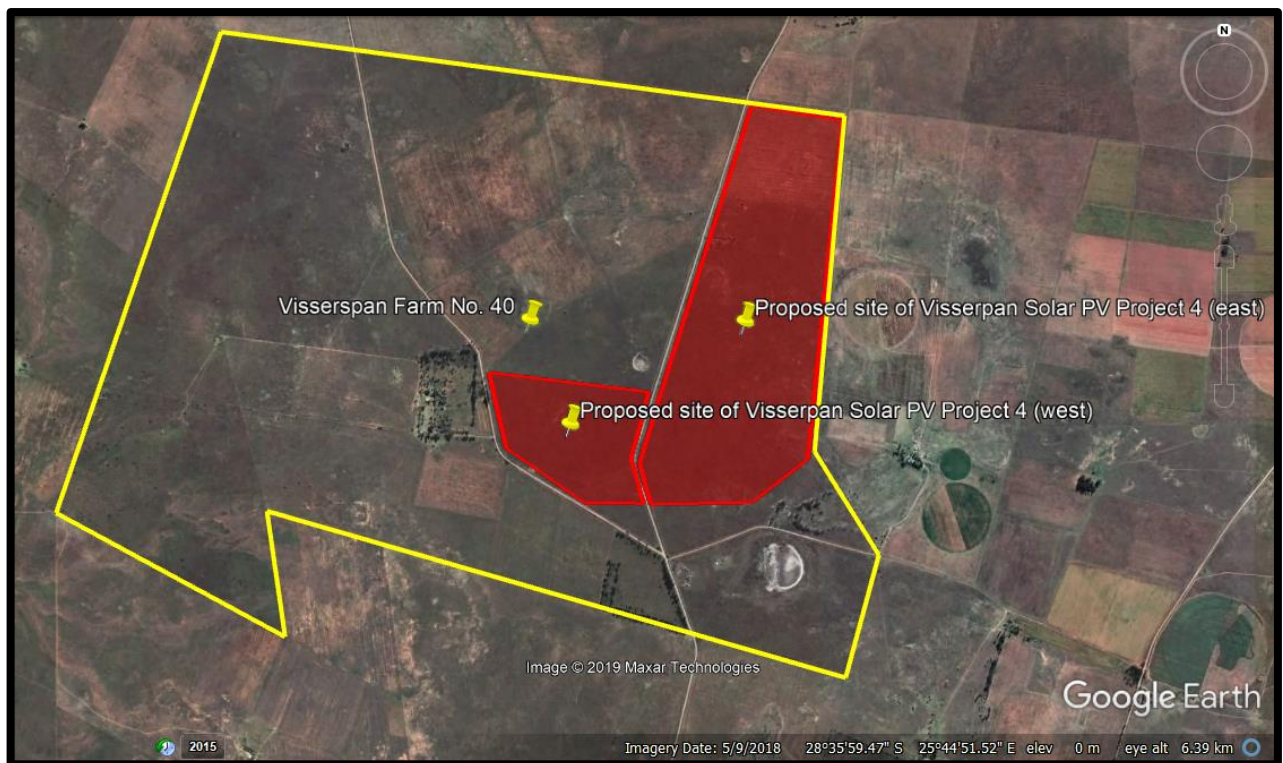 N
Visserspan Farm No. 40
Proposed site of Visserpan Solar PV Project 4 (east)
Proposed site of Visserpan Solar PV Project 4 (west)
Image © 2019 Maxar Technologies
Google Earth
2015
Imagery Date: 5/9/2018 28°35'59.47" S 25°44'51.52" E elev 0 m eye alt 6.39 km